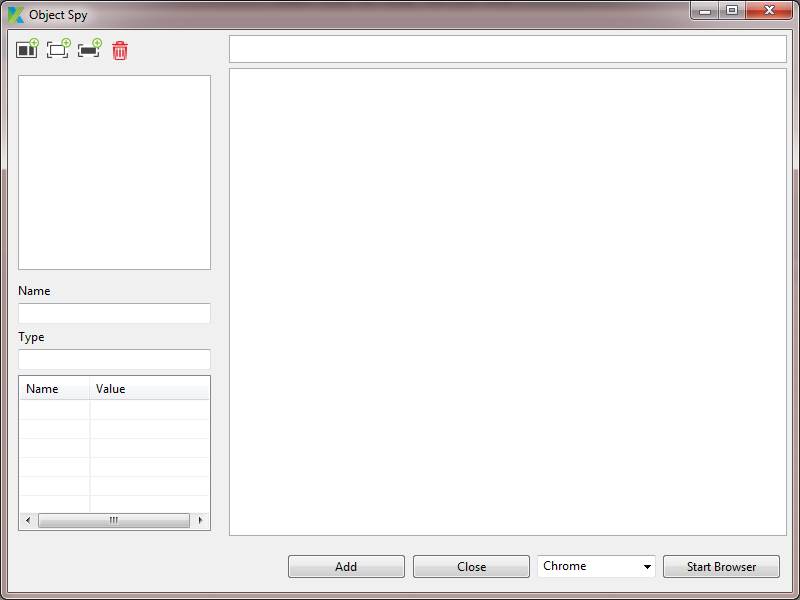 Object Spy
Name
Type
Name Value
Add Close Chrome Start Browser